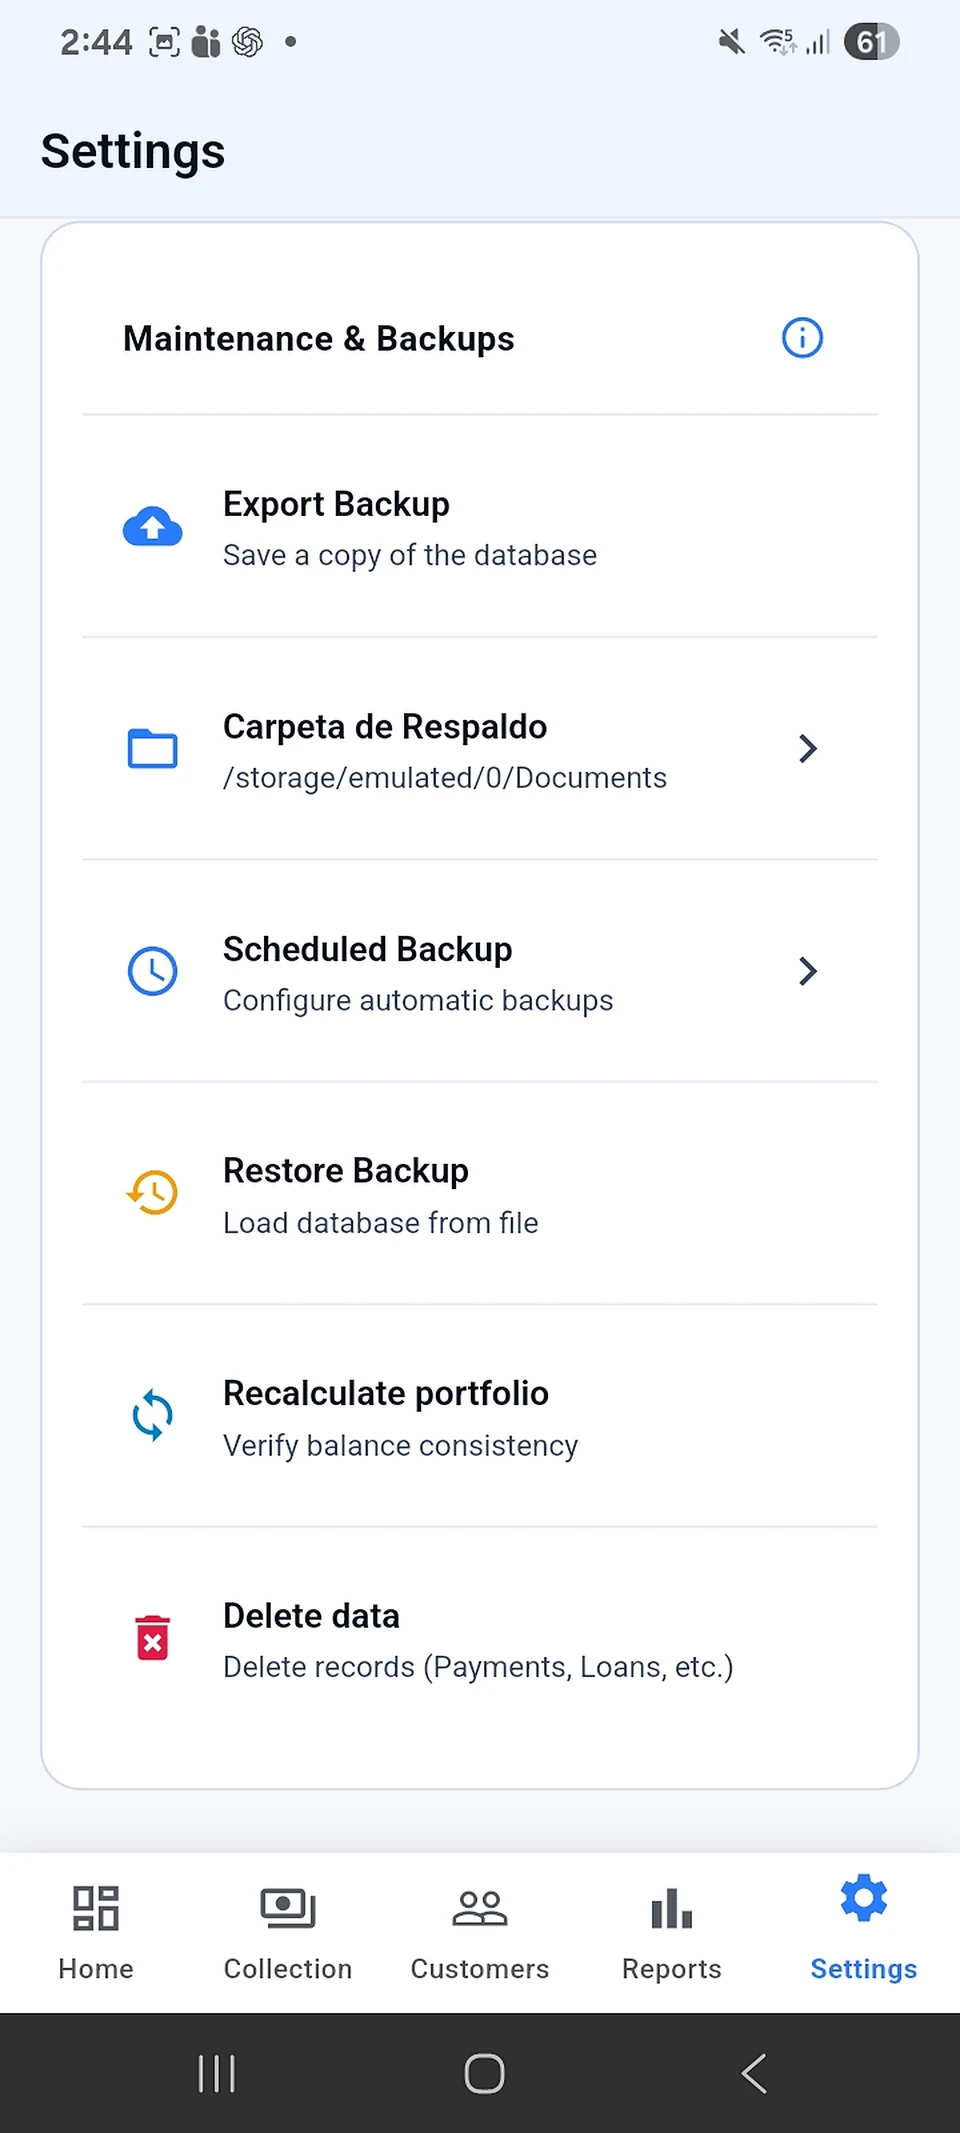 2:44
5
61
Settings
Maintenance & Backups
Export Backup
Save a copy of the database
Carpeta de Respaldo
/storage/emulated/0/Documents
Scheduled Backup
Configure automatic backups
Restore Backup
Load database from file
Recalculate portfolio
Verify balance consistency
Delete data
Delete records (Payments, Loans, etc.)
Home
Collection
Customers
Reports
Settings